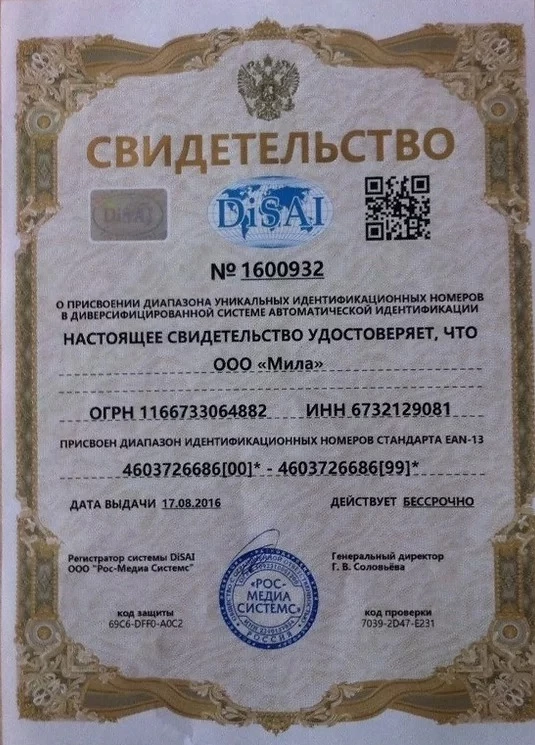 СВИДЕТЕЛЬСТВО
DiSAI
DiSAI
№ 1600932
О ПРИСВОЕНИИ ДИАПАЗОНА УНИКАЛЬНЫХ ИДЕНТИФИКАЦИОННЫХ НОМЕРОВ
В ДИВЕРСИФИЦИРОВАННОЙ СИСТЕМЕ АВТОМАТИЧЕСКОЙ ИДЕНТИФИКАЦИИ
НАСТОЯЩЕЕ СВИДЕТЕЛЬСТВО УДОСТОВЕРЯЕТ, ЧТО
ООО «Мила»
ОГРН 1166733064882 ИНН 6732129081
ПРИСВОЕН ДИАПАЗОН ИДЕНТИФИКАЦИОННЫХ НОМЕРОВ СТАНДАРТА EAN-13
4603726686[00]* - 4603726686[99]*
ДАТА ВЫДАЧИ 17.08.2016 ДЕЙСТВУЕТ БЕССРОЧНО
Регистратор системы DiSAI
ООО "Рос-Медиа Системс"
Генеральный директор
Г. В. Соловьёва
«РОС-
МЕДИА
СИСТЕМС»
РОССИЯ
код защиты
69C6-DFF0-A0C2
код проверки
7039-2D47-E231